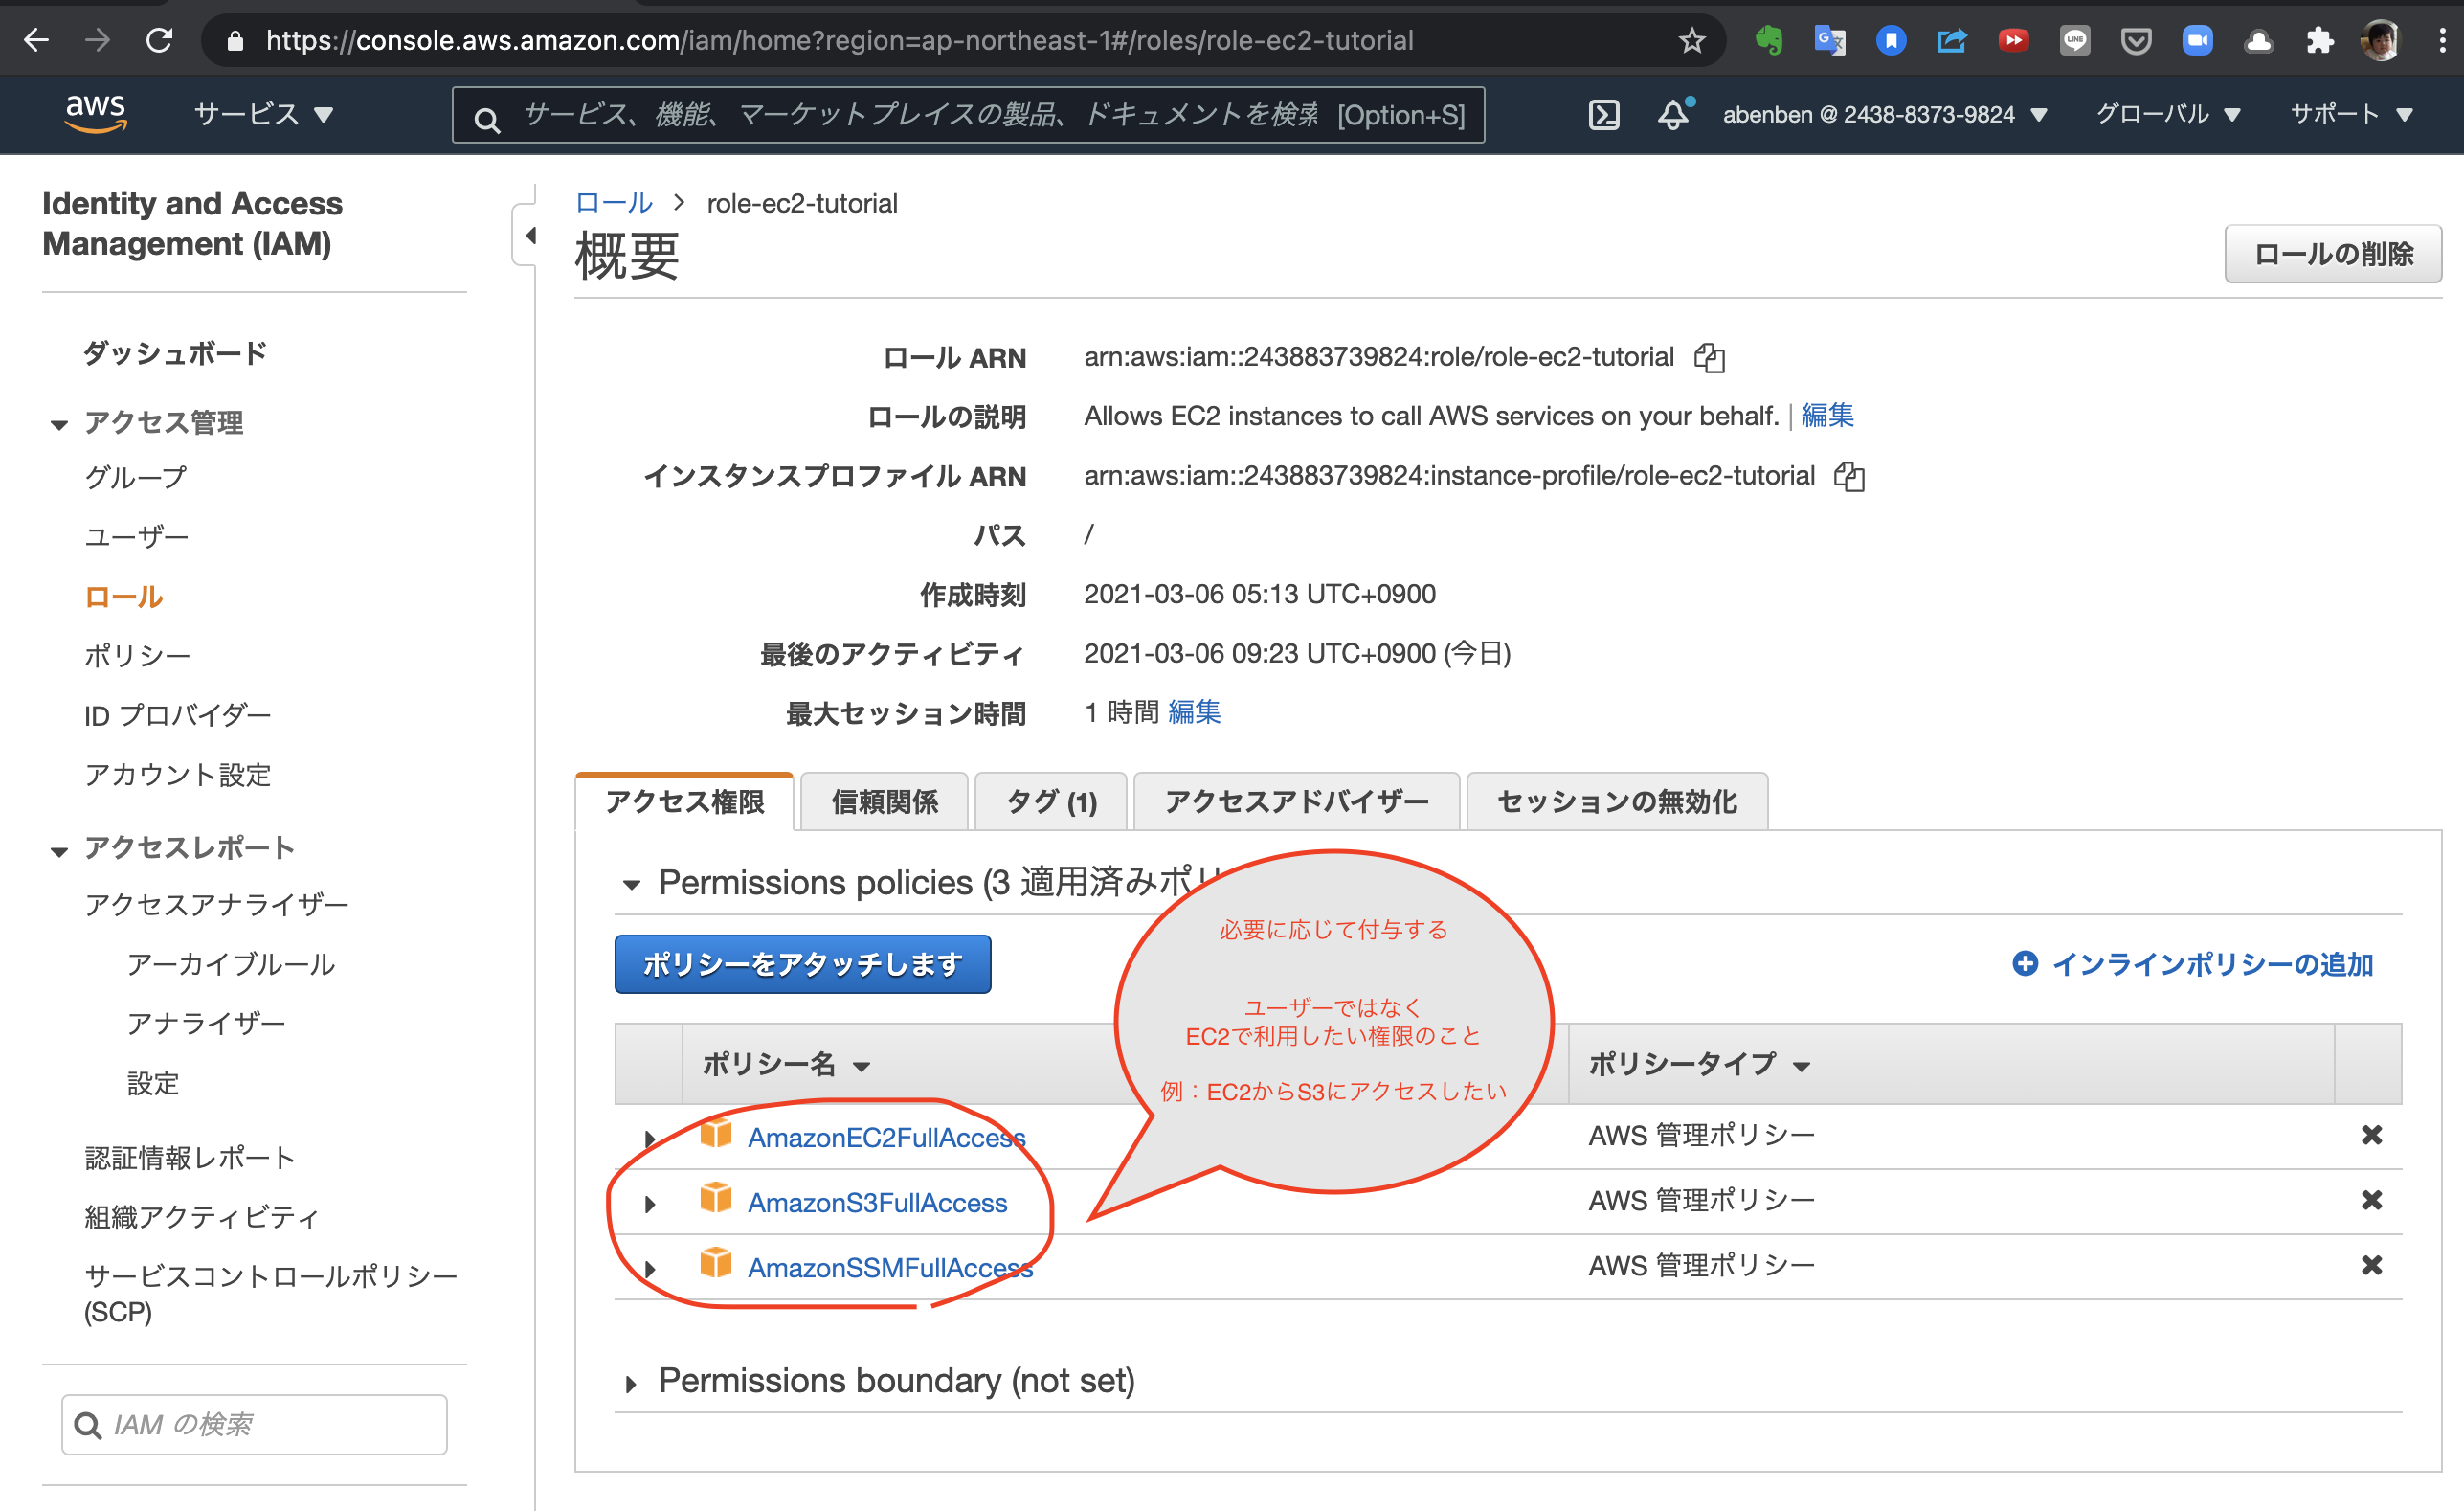 https://console.aws.amazon.com/iam/home?region=ap-northeast-1#/roles/role-ec2-tutorial
aws
サービス
サービス、機能、マーケットプレイスの製品、ドキュメントを検索
[Option+S]
abenben @ 2438-8373-9824
グローバル
サポート
Identity and Access
Management (IAM)
ダッシュボード
アクセス管理
グループ
ユーザー
ロール
ポリシー
ID プロバイダー
アカウント設定
アクセスレポート
アクセスアナライザー
アーカイブルール
アナライザー
設定
認証情報レポート
組織アクティビティ
サービスコントロールポリシー
(SCP)
IAM の検索
ロール
role-ec2-tutorial
概要
ロールの削除
ロール ARN
arn:aws:iam::243883739824:role/role-ec2-tutorial
ロールの説明
Allows EC2 instances to call AWS services on your behalf. | 編集
インスタンスプロファイル ARN
arn:aws:iam::243883739824:instance-profile/role-ec2-tutorial
パス
/
作成時刻
2021-03-06 05:13 UTC+0900
最後のアクティビティ
2021-03-06 09:23 UTC+0900 (今日)
最大セッション時間
1 時間 編集
アクセス権限
信頼関係
タグ (1)
アクセスアドバイザー
セッションの無効化
Permissions policies (3 適用済みポリ
ポリシーをアタッチします
インラインポリシーの追加
必要に応じて付与する
ユーザーではなく
EC2で利用したい権限のこと
例：EC2からS3にアクセスしたい
ポリシー名
ポリシータイプ
AmazonEC2FullAccess
AWS 管理ポリシー
AmazonS3FullAccess
AWS 管理ポリシー
AmazonSSMFullAccess
AWS 管理ポリシー
Permissions boundary (not set)